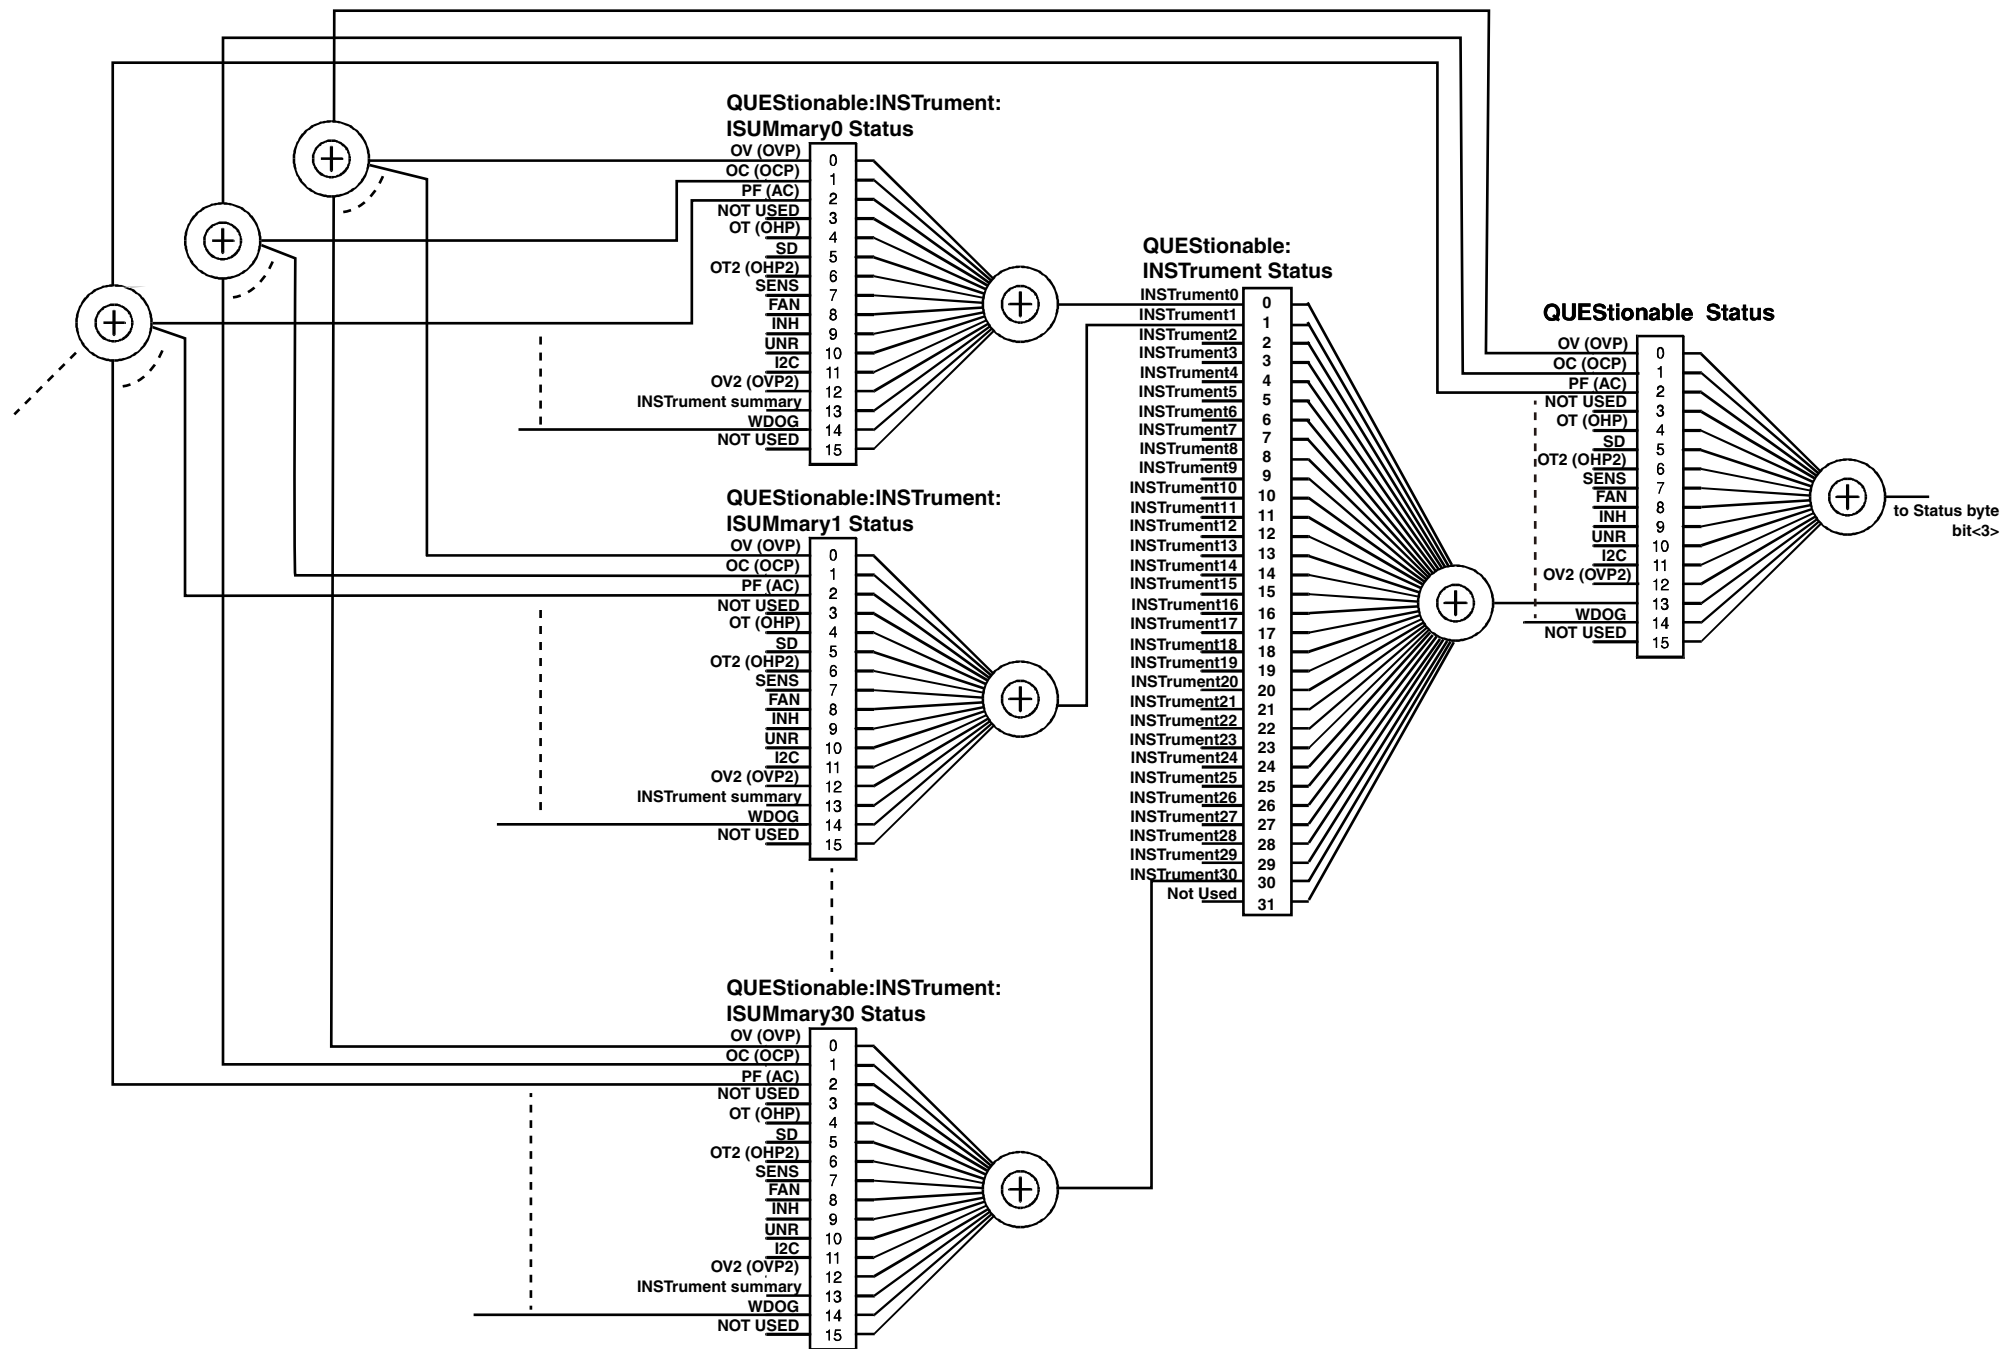 QUEStionable:INSTrument:
ISUMmary0 Status
OV (OVP) 0
OC (OCP) 1
PF (AC) 2
NOT USED 3
OT (OHP) 4
SD 5
OT2 (OHP2) 6
SENS 7
FAN 8
INH 9
UNR 10
I2C 11
OV2 (OVP2) 12
INSTrument summary 13
WDOG 14
NOT USED 15
QUEStionable:INSTrument:
ISUMmary1 Status
OV (OVP) 0
OC (OCP) 1
PF (AC) 2
NOT USED 3
OT (OHP) 4
SD 5
OT2 (OHP2) 6
SENS 7
FAN 8
INH 9
UNR 10
I2C 11
OV2 (OVP2) 12
INSTrument summary 13
WDOG 14
NOT USED 15
QUEStionable:INSTrument:
ISUMmary30 Status
OV (OVP) 0
OC (OCP) 1
PF (AC) 2
NOT USED 3
OT (OHP) 4
SD 5
OT2 (OHP2) 6
SENS 7
FAN 8
INH 9
UNR 10
I2C 11
OV2 (OVP2) 12
INSTrument summary 13
WDOG 14
NOT USED 15
QUEStionable:
INSTrument Status
INSTrument0 0
INSTrument1 1
INSTrument2 2
INSTrument3 3
INSTrument4 4
INSTrument5 5
INSTrument6 6
INSTrument7 7
INSTrument8 8
INSTrument9 9
INSTrument10 10
INSTrument11 11
INSTrument12 12
INSTrument13 13
INSTrument14 14
INSTrument15 15
INSTrument16 16
INSTrument17 17
INSTrument18 18
INSTrument19 19
INSTrument20 20
INSTrument21 21
INSTrument22 22
INSTrument23 23
INSTrument24 24
INSTrument25 25
INSTrument26 26
INSTrument27 27
INSTrument28 28
INSTrument29 29
INSTrument30 30
Not Used 31
QUEStionable Status
OV (OVP) 0
OC (OCP) 1
PF (AC) 2
NOT USED 3
OT (OHP) 4
SD 5
OT2 (OHP2) 6
SENS 7
FAN 8
INH 9
UNR 10
I2C 11
OV2 (OVP2) 12
13
WDOG 14
NOT USED 15
to Status byte
bit<3>